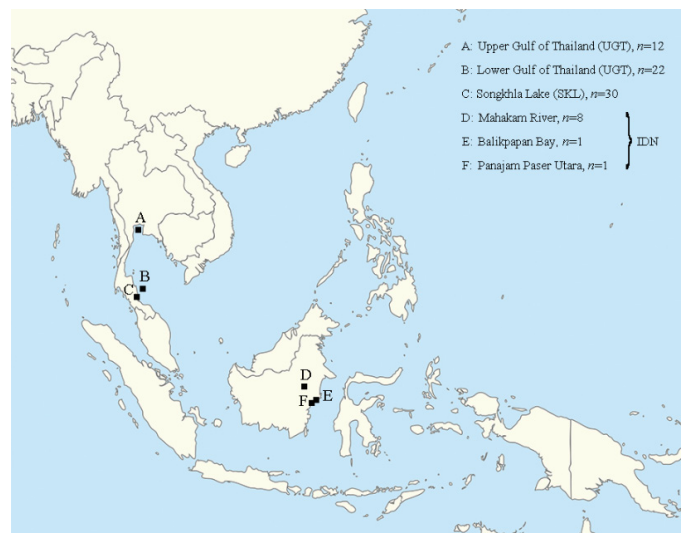 A: Upper Gulf of Thailand (UGT), n=12
B: Lower Gulf of Thailand (UGT), n=22
C: Songkhla Lake (SKL), n=30
D: Mahakam River, n=8
E: Balikpapan Bay, n=1
IDN
F: Panajam Paser Utara, n=1
A
B
C
D
F
E